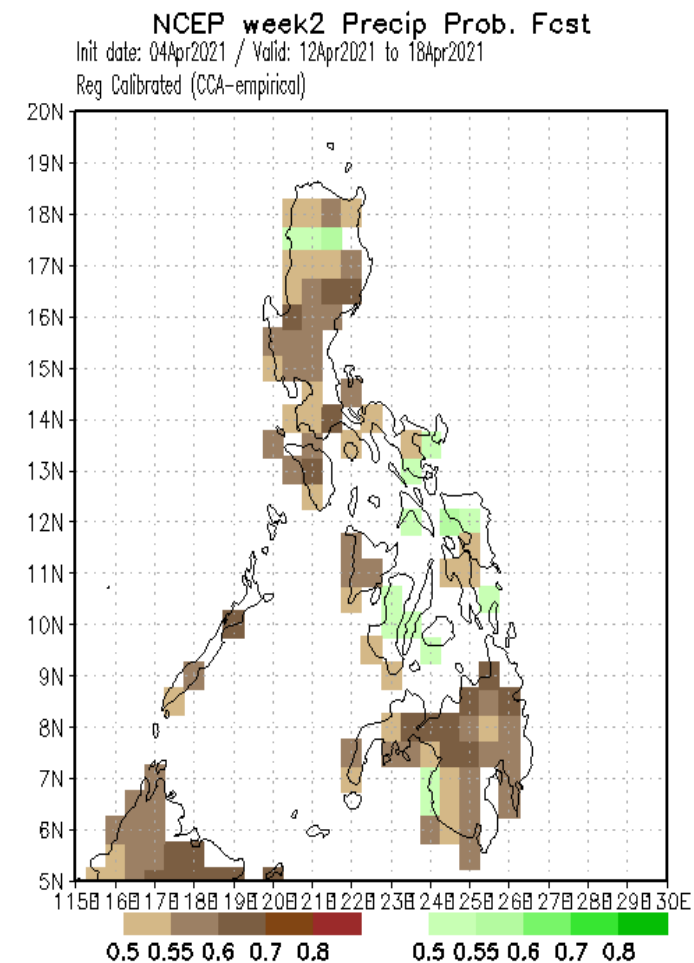 NCEP week2 Precip Prob. Fcst
Init date: 04Apr2021 / Valid: 12Apr2021 to 18Apr2021
Reg Calibrated (CCA-empirical)
20N
19N
18N
17N
16N
15N
14N
13N
12N
11N
10N
9N
8N
7N
6N
5N
115E 116E 117E 118E 119E 120E 121E 122E 123E 124E 125E 126E 127E 128E 129E 130E
0.5 0.55 0.6 0.7 0.8 0.5 0.55 0.6 0.7 0.8